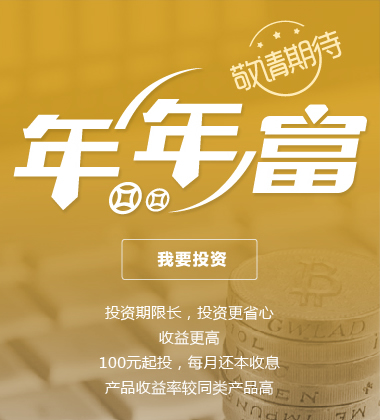 敬请期待
年年富
我要投资
投资期限长，投资更省心
收益更高
100元起投，每月还本收息
产品收益率较同类产品高
GWLAD